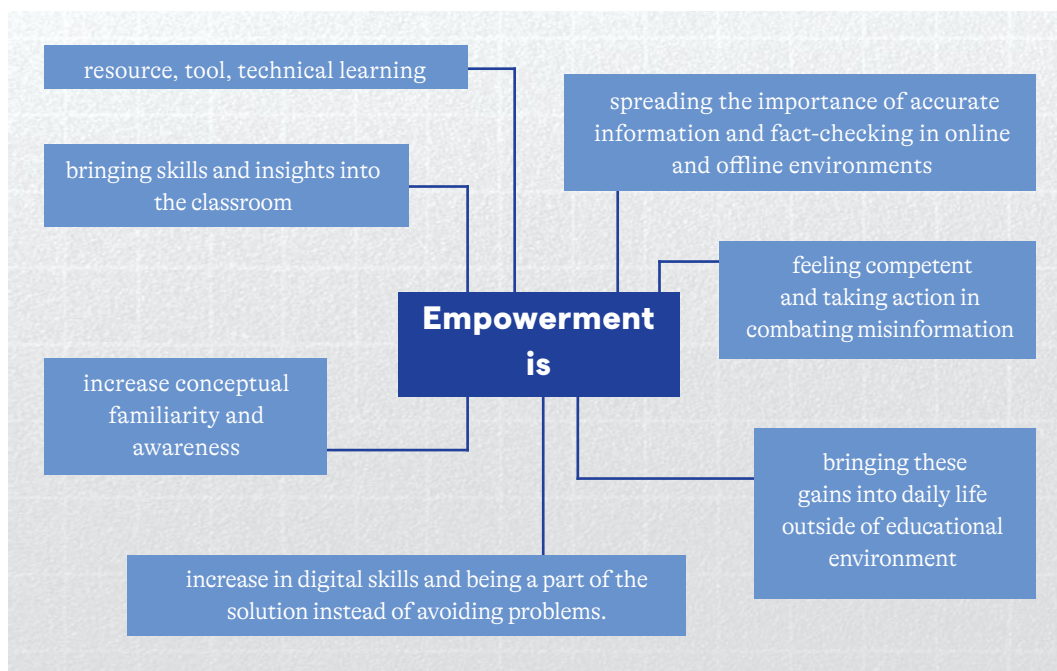 resource, tool, technical learning
spreading the importance of accurate
information and fact-checking in online
and offline environments
bringing skills and insights into
the classroom
feeling competent
and taking action in
combating misinformation
Empowerment
is
increase conceptual
familiarity and
awareness
bringing these
gains into daily life
outside of educational
environment
increase in digital skills and being a part of the
solution instead of avoiding problems.